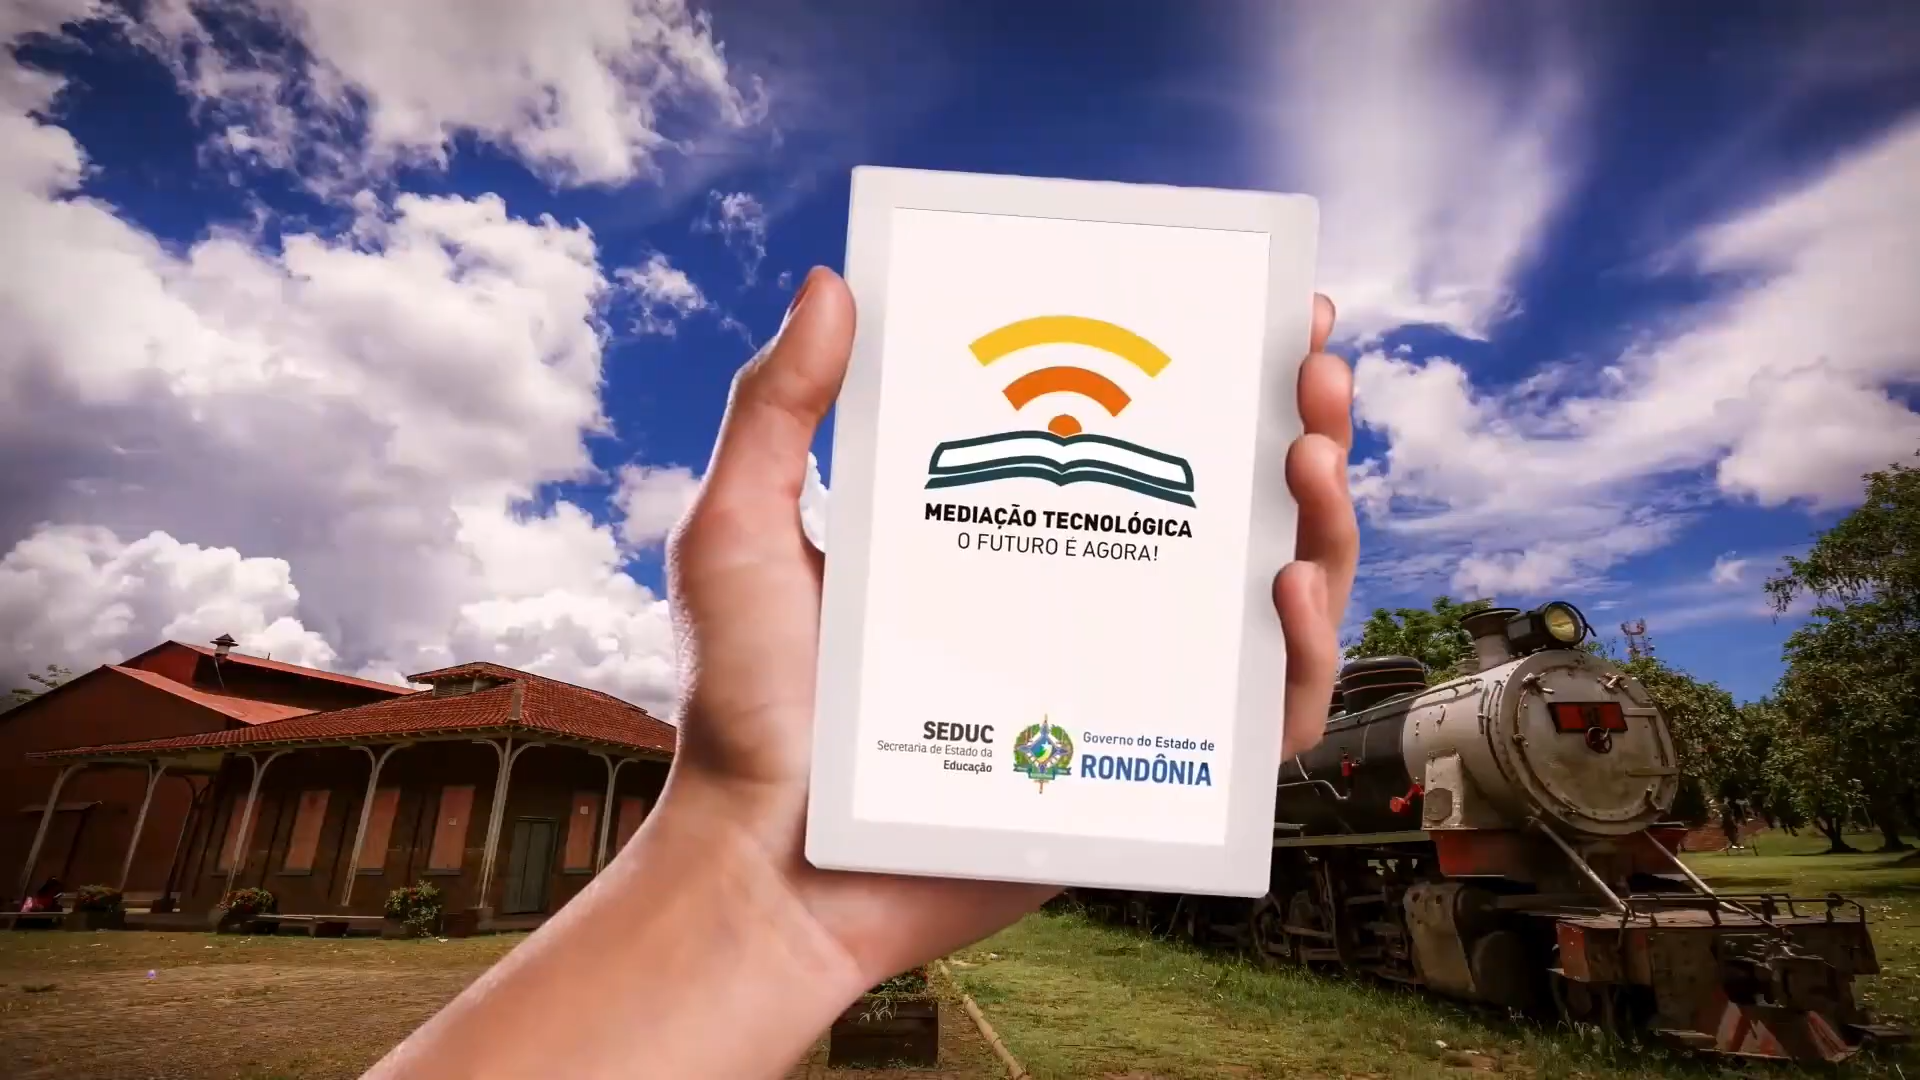 MEDIAÇÃO TECNOLÓGICA
O FUTURO É AGORA!
SEDUC
Secretaria de Estado da
Educação
Governo do Estado de
RONDÔNIA